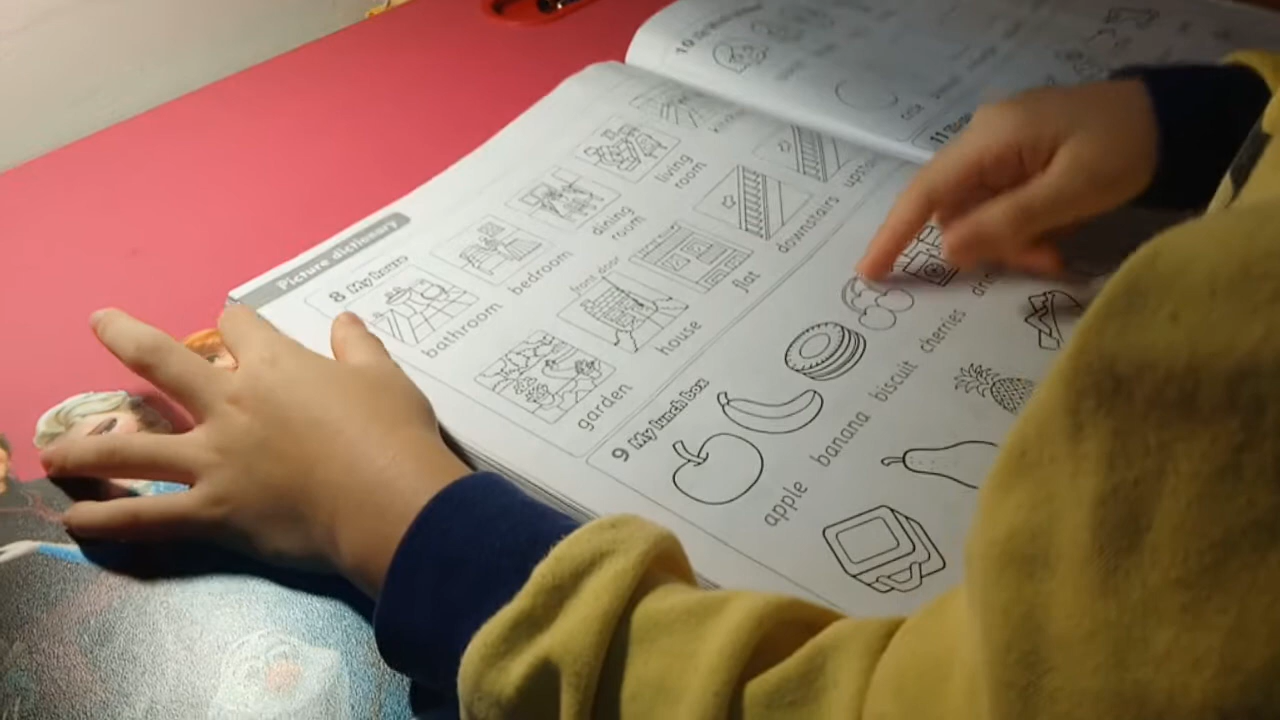 Picture dictionary
8 My home
bathroom
bedroom
dining
room
living
room
garden
front door
house
flat
downstairs
9 My lunch box
apple
banana
biscuit
cherries
10
11